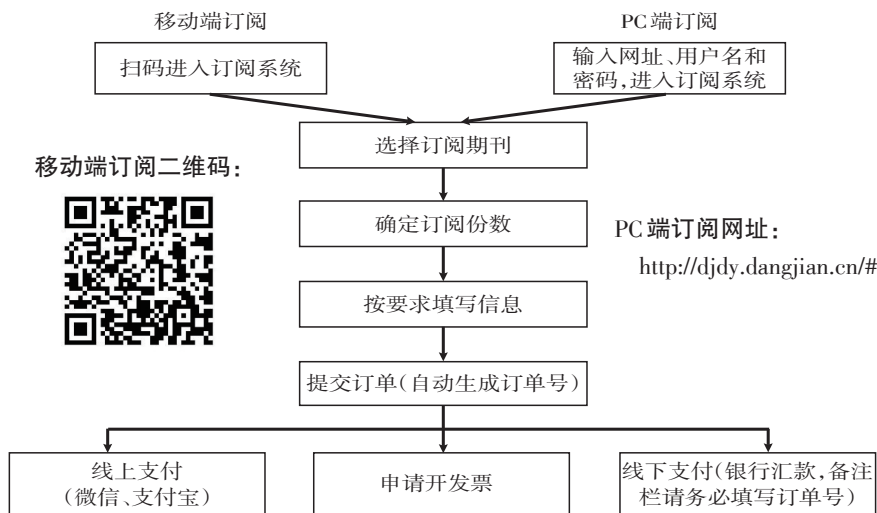 移动端订阅
PC端订阅
扫码进入订阅系统
输入网址、用户名和
密码,进入订阅系统
选择订阅期刊
移动端订阅二维码:
确定订阅份数
PC端订阅网址:
http://djdy.dangjian.cn/#
按要求填写信息
提交订单(自动生成订单号)
线上支付
(微信、支付宝)
申请开发票
线下支付(银行汇款,备注
栏请务必填写订单号)